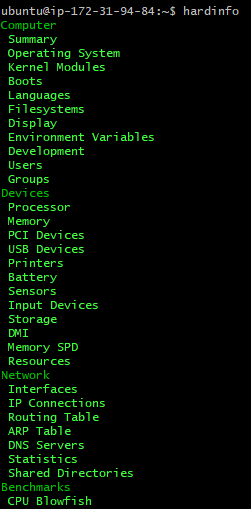 ubuntu@ip-172-31-94-84:~$ hardinfo
Computer
Summary
Operating System
Kernel Modules
Boots
Languages
Filesystems
Display
Environment Variables
Development
Users
Groups
Devices
Processor
Memory
PCI Devices
USB Devices
Printers
Battery
Sensors
Input Devices
Storage
DMI
Memory SPD
Resources
Network
Interfaces
IP Connections
Routing Table
ARP Table
DNS Servers
Statistics
Shared Directories
Benchmarks
CPU Blowfish